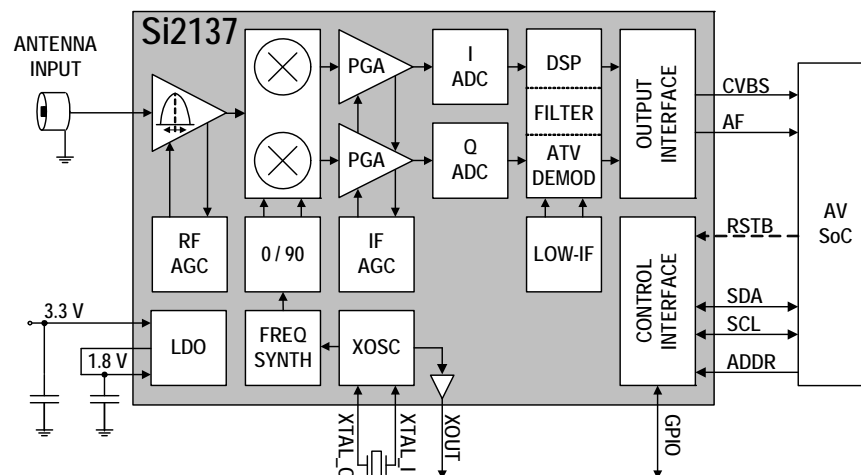 Si2137
ANTENNA
INPUT
PGA
PGA
I
ADC
Q
ADC
DSP
FILTER
ATV
DEMOD
OUTPUT
INTERFACE
CVBS
AF
AV
SoC
RF
AGC
0 / 90
IF
AGC
LOW-IF
CONTROL
INTERFACE
RSTB
SDA
SCL
ADDR
3.3 V
1.8 V
LDO
FREQ
SYNTH
XOSC
XTAL_O
XTAL_I
XOUT
GPIO